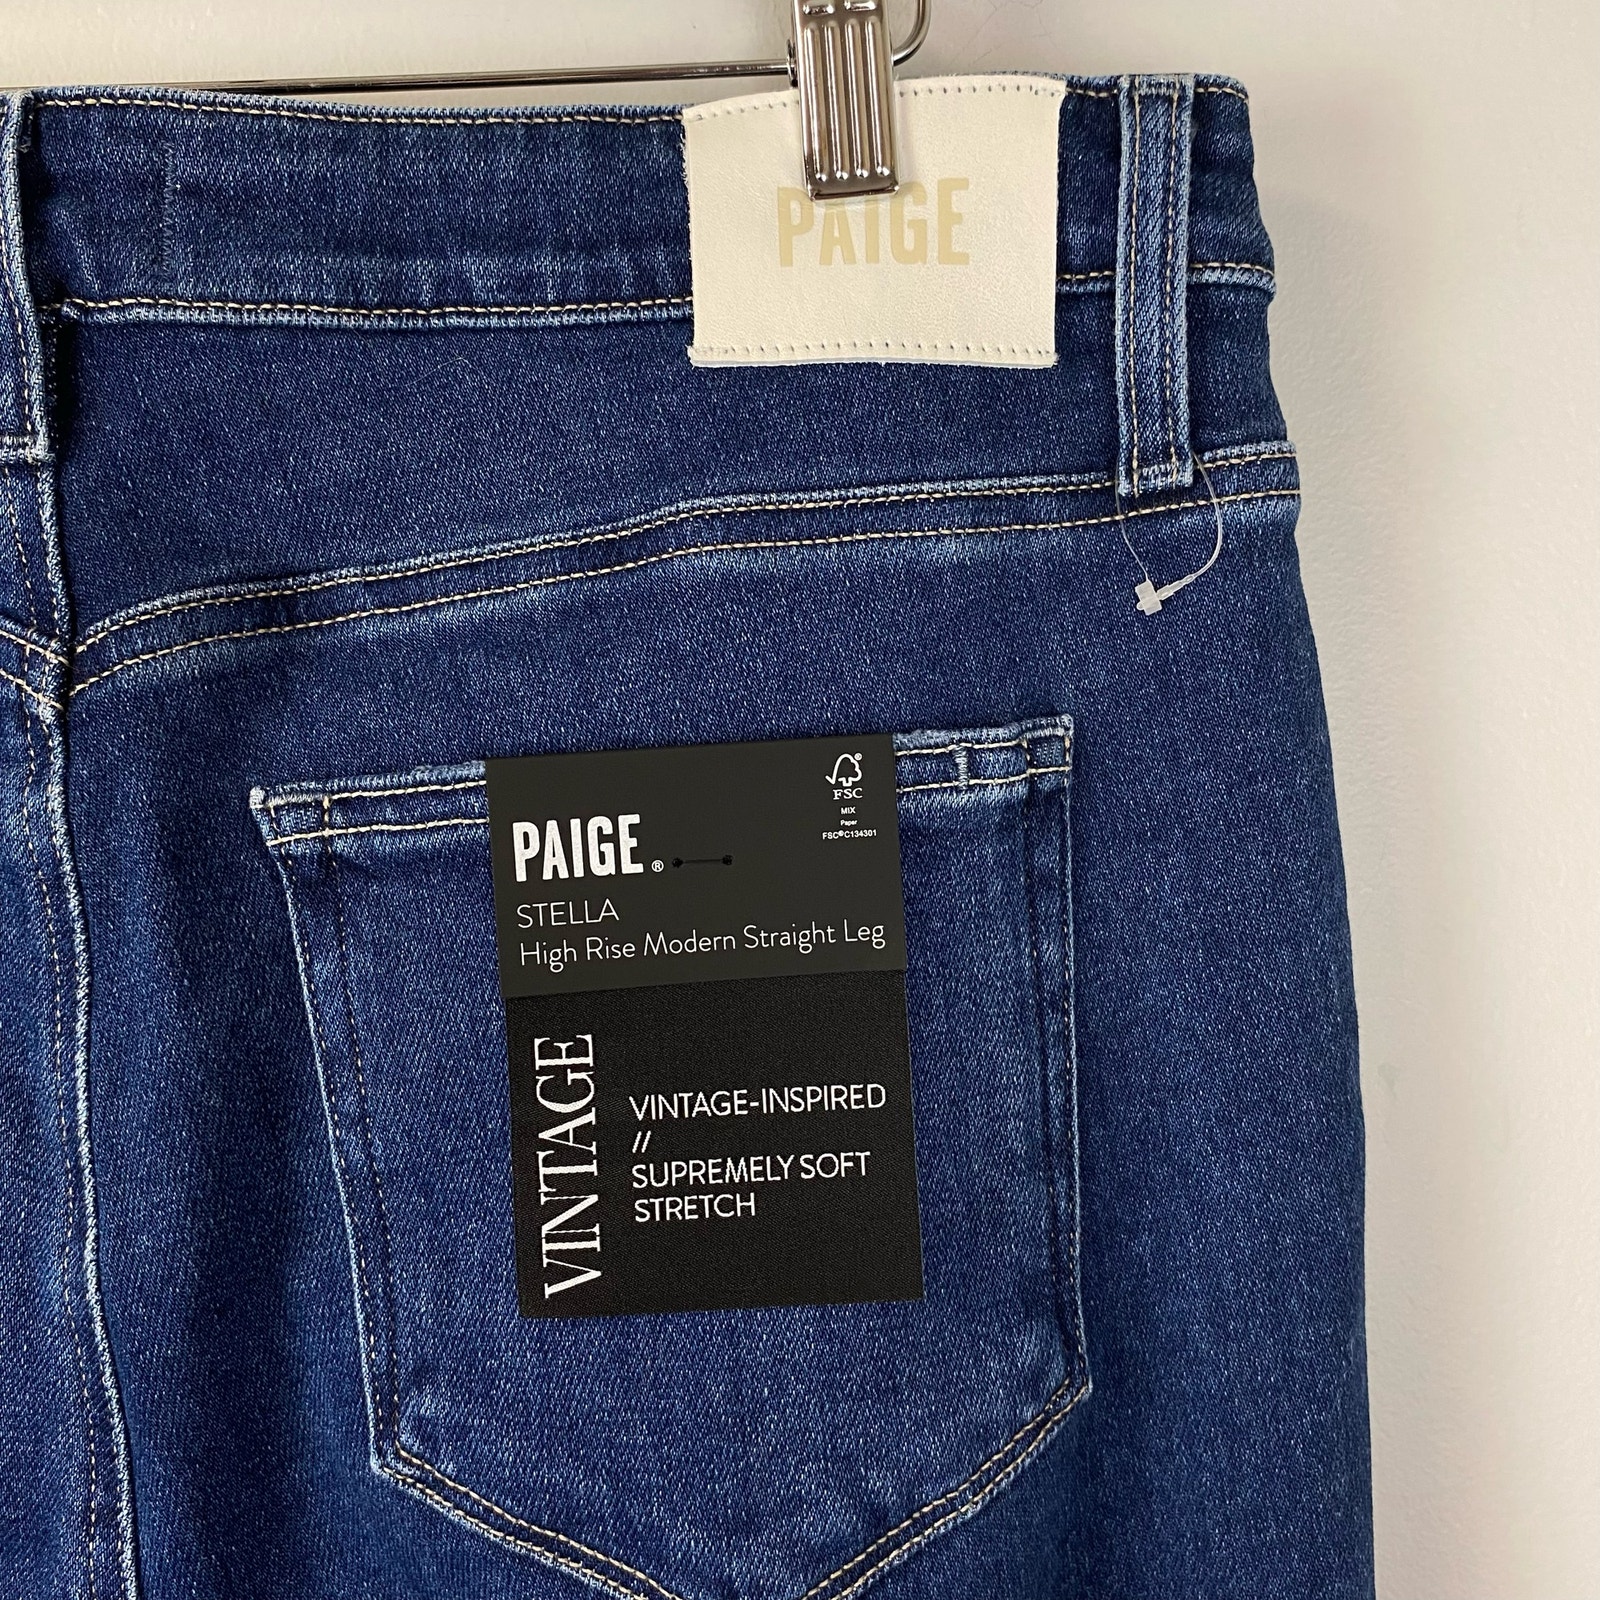 PAIGE
FSC
MIX
Paper
FSC® C134301
PAIGE®
STELLA
High Rise Modern Straight Leg
VINTAGE
VINTAGE-INSPIRED
//
SUPREMELY SOFT
STRETCH